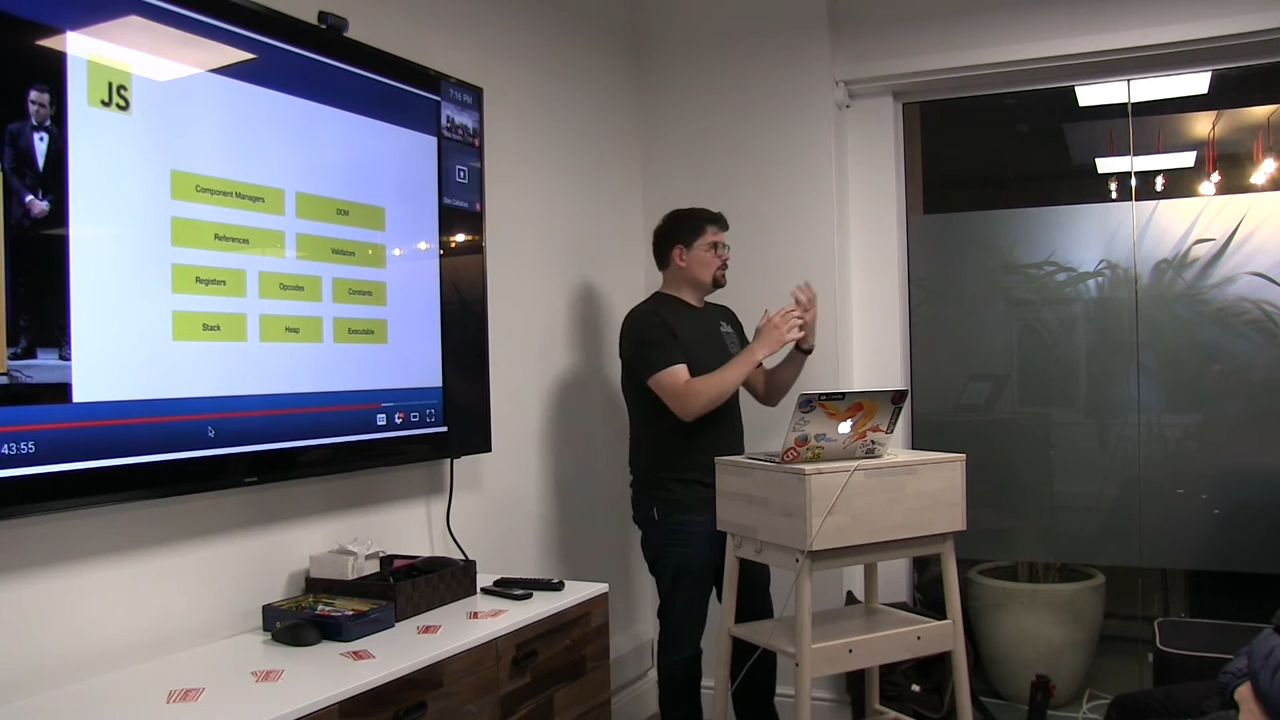 7:16 PM
JS
Component Managers
DOM
References
Validators
Registers
Opcodes
Constants
Stack
Heap
Executable
43:55